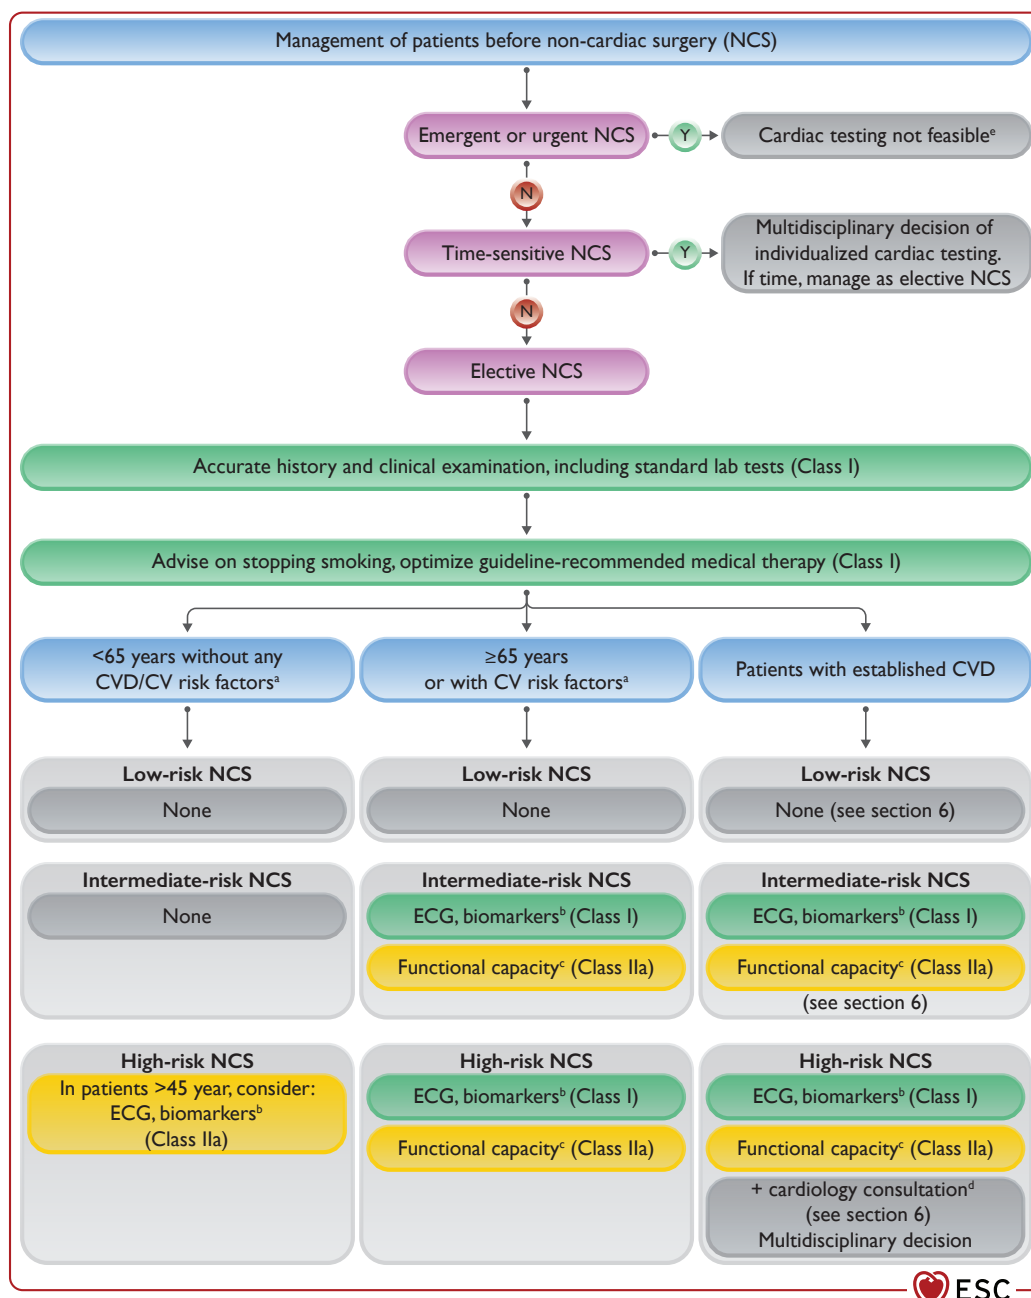 Management of patients before non-cardiac surgery (NCS)
Emergent or urgent NCS
Y
Cardiac testing not feasibleᵉ
N
Time-sensitive NCS
Y
Multidisciplinary decision of
individualized cardiac testing.
If time, manage as elective NCS
N
Elective NCS
Accurate history and clinical examination, including standard lab tests (Class I)
Advise on stopping smoking, optimize guideline-recommended medical therapy (Class I)
<65 years without any
CVD/CV risk factorsᵃ
≥65 years
or with CV risk factorsᵃ
Patients with established CVD
Low-risk NCS
None
Low-risk NCS
None
Low-risk NCS
None (see section 6)
Intermediate-risk NCS
None
Intermediate-risk NCS
ECG, biomarkersᵇ (Class I)
Functional capacityᶜ (Class IIa)
Intermediate-risk NCS
ECG, biomarkersᵇ (Class I)
Functional capacityᶜ (Class IIa)
(see section 6)
High-risk NCS
In patients >45 year, consider:
ECG, biomarkersᵇ
(Class IIa)
High-risk NCS
ECG, biomarkersᵇ (Class I)
Functional capacityᶜ (Class IIa)
High-risk NCS
ECG, biomarkersᵇ (Class I)
Functional capacityᶜ (Class IIa)
+ cardiology consultationᵈ
(see section 6)
Multidisciplinary decision
ESC